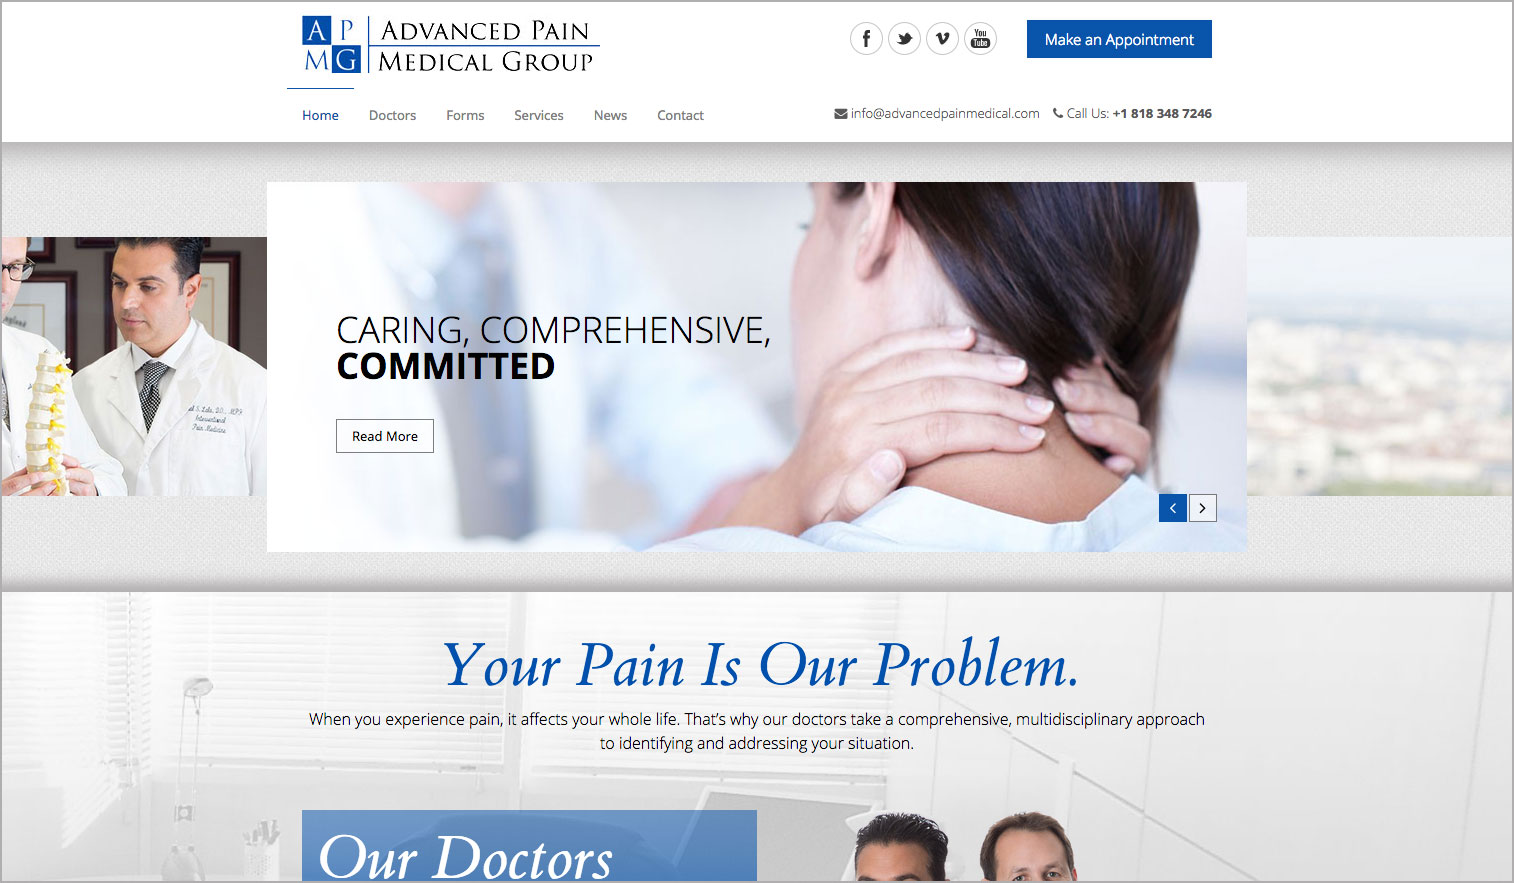 A P
M G
ADVANCED PAIN
MEDICAL GROUP
You
Tube
Make an Appointment
Home Doctors Forms Services News Contact
info@advancedpainmedical.com Call Us: +1 818 348 7246
CARING, COMPREHENSIVE,
COMMITTED
Read More
Interventional
Pain Medicine
Your Pain Is Our Problem.
When you experience pain, it affects your whole life. That's why our doctors take a comprehensive, multidisciplinary approach
to identifying and addressing your situation.
Our Doctors